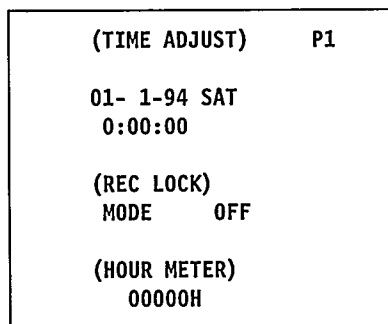 (TIME ADJUST) P1
01- 1-94 SAT
0:00:00
(REC LOCK)
MODE OFF
(HOUR METER)
00000H